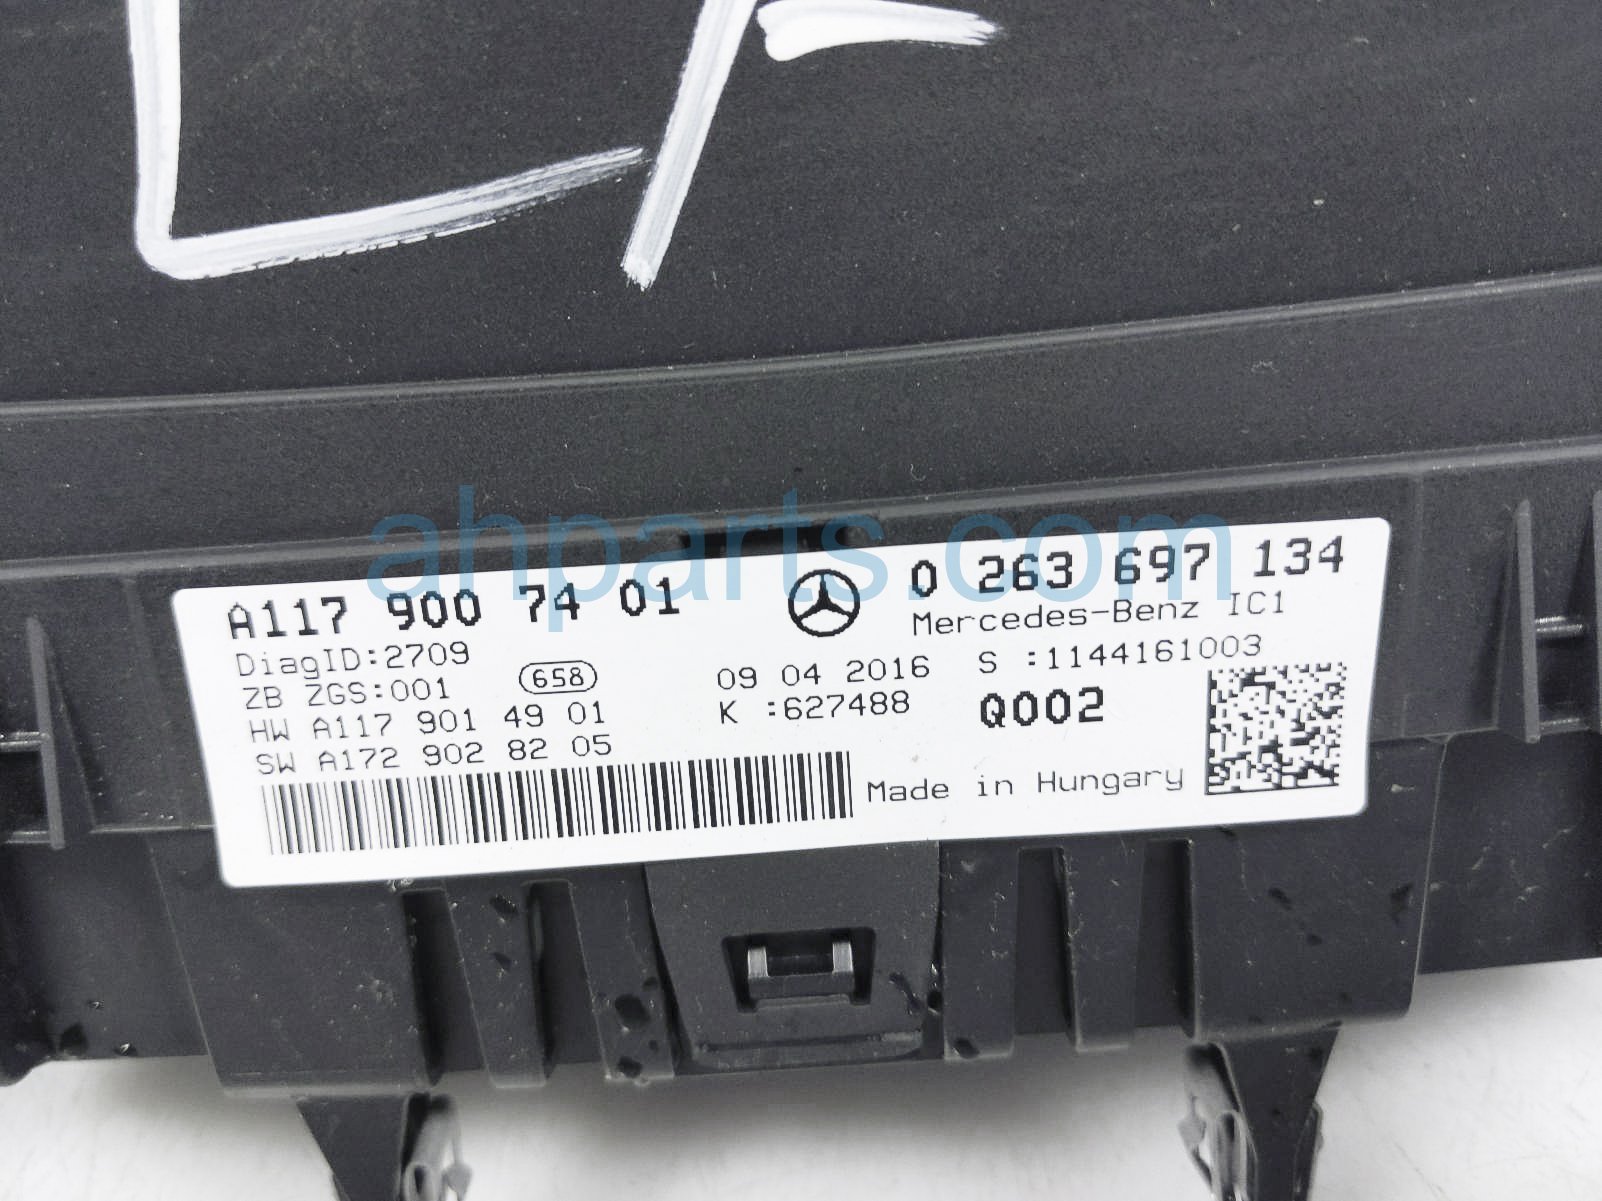 ahparts.com
A117 900 74 01
0 263 697 134
DiagID:2709
Mercedes-Benz IC1
ZB ZGS:001
658
09 04 2016
S :1144161003
HW A117 901 49 01
K :627488
Q002
SW A172 902 82 05
Made in Hungary